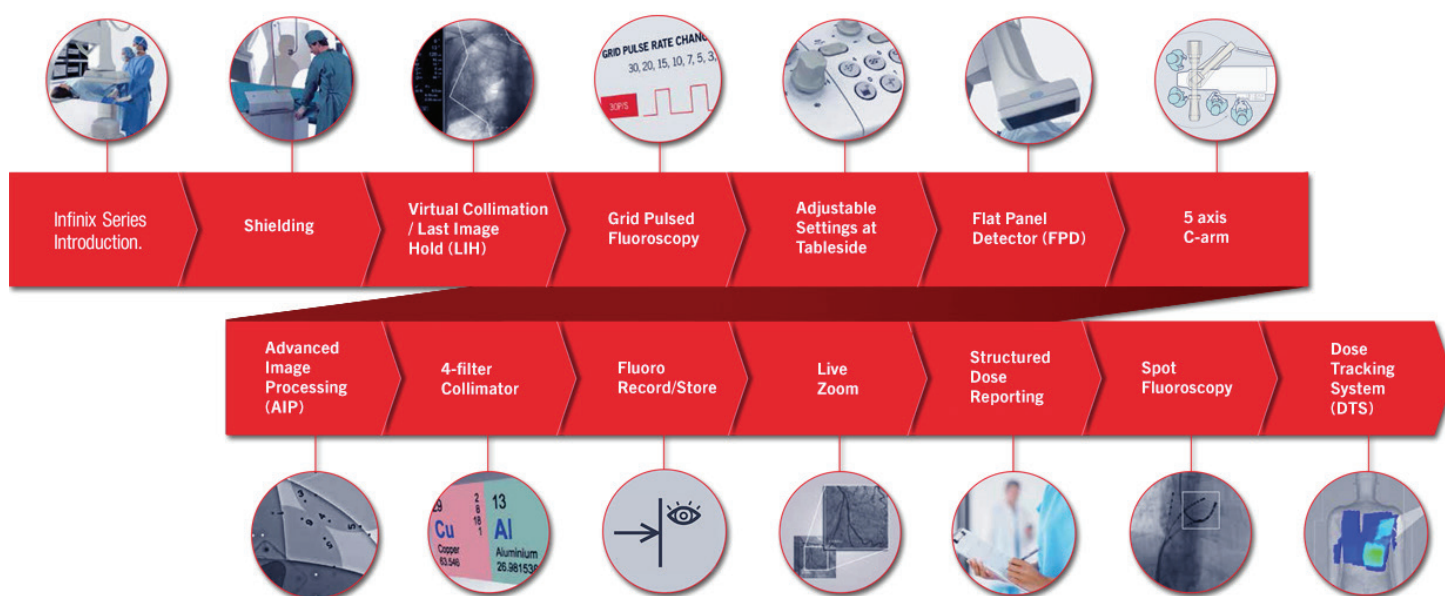 GRID PULSE RATE CHANG
30, 20, 15, 10, 7, 5, 3,
30P/S
Infinix Series
Introduction.
Shielding
Virtual Collimation
/ Last Image
Hold (LIH)
Grid Pulsed
Fluoroscopy
Adjustable
Settings at
Tableside
Flat Panel
Detector (FPD)
5 axis
C-arm
Advanced
Image
Processing
(AIP)
4-filter
Collimator
Fluoro
Record/Store
Live
Zoom
Structured
Dose
Reporting
Spot
Fluoroscopy
Dose
Tracking
System
(DTS)
29
2
8
18
1
Cu
Copper
63.546
13
Al
Aluminium
26.981538